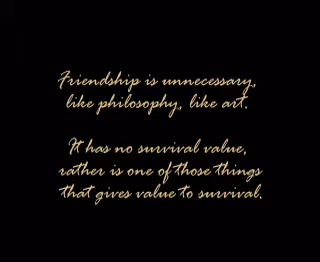 Friendship is unnecessary,
like philosophy, like art.
It has no survival value,
rather is one of those things
that gives value to survival.